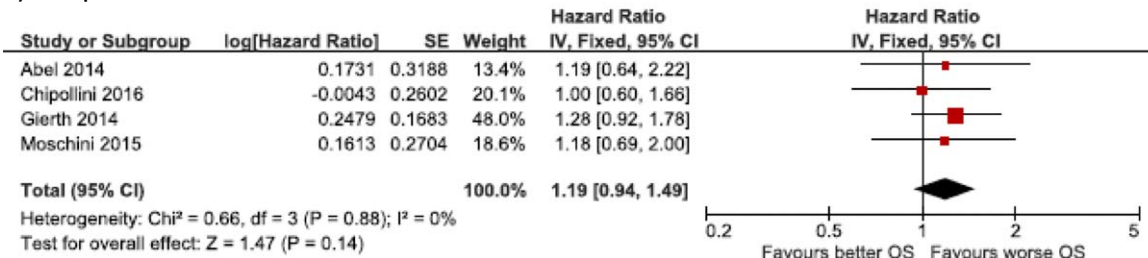 Hazard Ratio Hazard Ratio
Study or Subgroup log[Hazard Ratio] SE Weight IV, Fixed, 95% CI IV, Fixed, 95% CI
Abel 2014 0.1731 0.3188 13.4% 1.19 [0.64, 2.22]
Chipollini 2016 -0.0043 0.2602 20.1% 1.00 [0.60, 1.66]
Gierth 2014 0.2479 0.1683 48.0% 1.28 [0.92, 1.78]
Moschini 2015 0.1613 0.2704 18.6% 1.18 [0.69, 2.00]
Total (95% CI) 100.0% 1.19 [0.94, 1.49]
Heterogeneity: Chi² = 0.66, df = 3 (P = 0.88); I² = 0%
Test for overall effect: Z = 1.47 (P = 0.14)
0.2 0.5 1 2 5
Favours better OS Favours worse OS